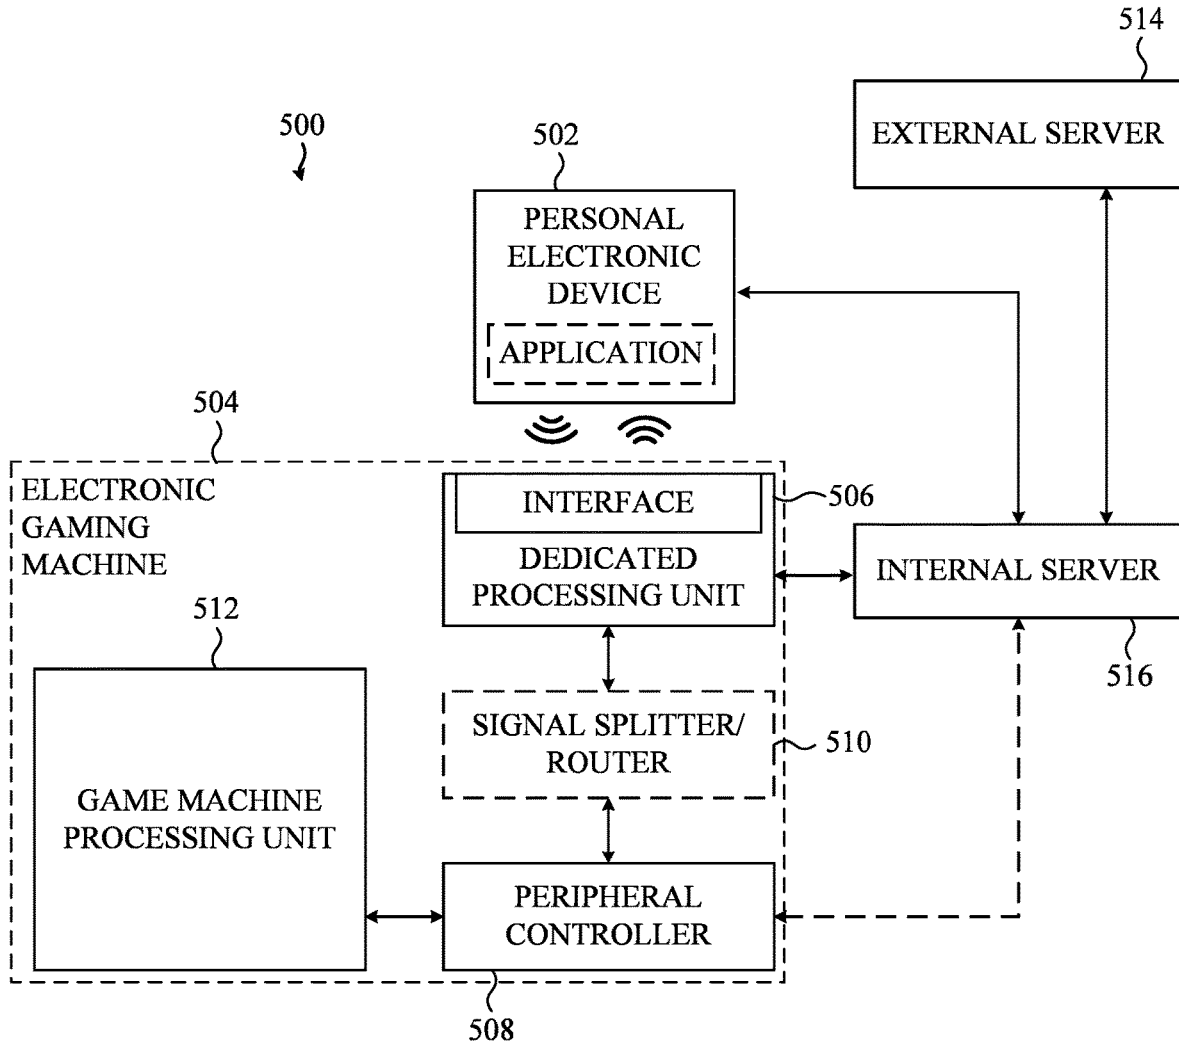 514
EXTERNAL SERVER
500
502
PERSONAL
ELECTRONIC
DEVICE
APPLICATION
504
ELECTRONIC
GAMING
MACHINE
INTERFACE
506
DEDICATED
PROCESSING UNIT
INTERNAL SERVER
516
512
GAME MACHINE
PROCESSING UNIT
SIGNAL SPLITTER/
ROUTER
510
PERIPHERAL
CONTROLLER
508